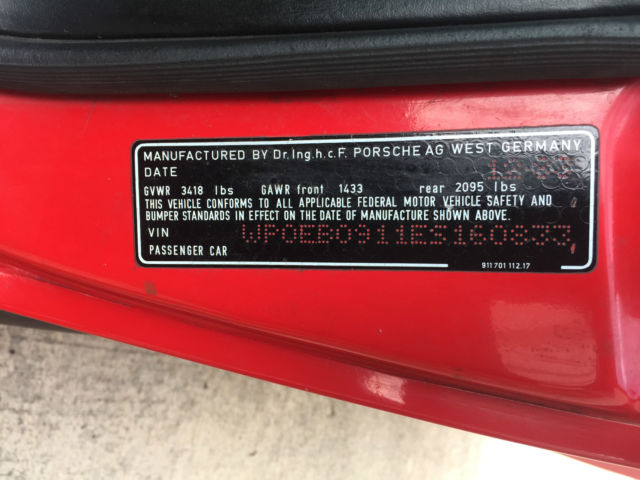 MANUFACTURED BY Dr.Ing.h.c.F. PORSCHE AG WEST GERMANY
DATE
GVWR 3418 lbs GAWR front 1433 rear 2095 lbs
THIS VEHICLE CONFORMS TO ALL APPLICABLE FEDERAL MOTOR VEHICLE SAFETY AND
BUMPER STANDARDS IN EFFECT ON THE DATE OF MANUFACTURE SHOWN ABOVE.
VIN WP0EB0911ES160833
PASSENGER CAR
911 701 112.17